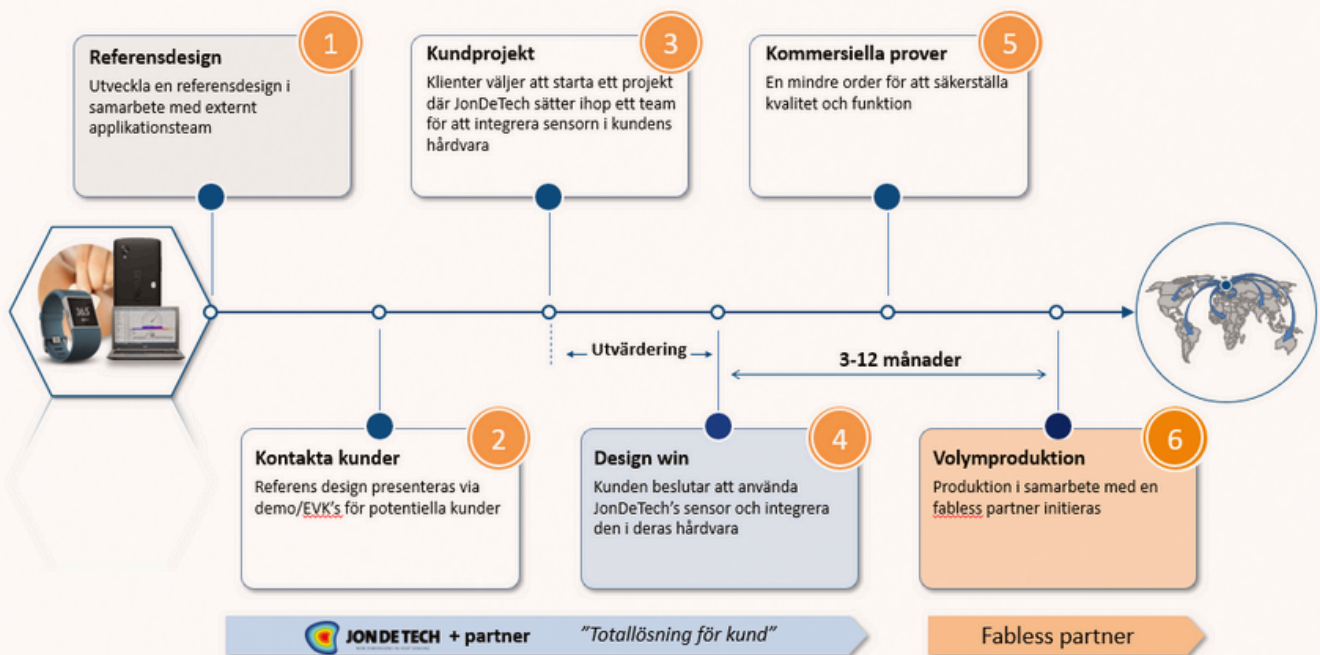 1
Referensdesign
Utveckla en referensdesign i
samarbete med externt
applikationsteam
3
Kundprojekt
Klienter väljer att starta ett projekt
där JonDeTech sätter ihop ett team
för att integrera sensorn i kundens
hårdvara
5
Kommersiella prover
En mindre order för att säkerställa
kvalitet och funktion
Utvärdering
3-12 månader
2
Kontakta kunder
Referens design presenteras via
demo/EVK's för potentiella kunder
4
Design win
Kunden beslutar att använda
JonDeTech's sensor och integrera
den i deras hårdvara
6
Volymproduktion
Produktion i samarbete med en
fabless partner initieras
JONDETECH + partner "Totallösning för kund"
Fabless partner